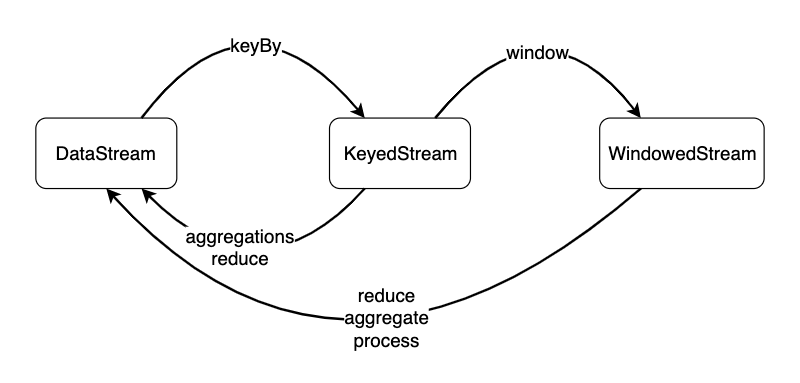 keyBy
window
DataStream
KeyedStream
WindowedStream
aggregations
reduce
reduce
aggregate
process